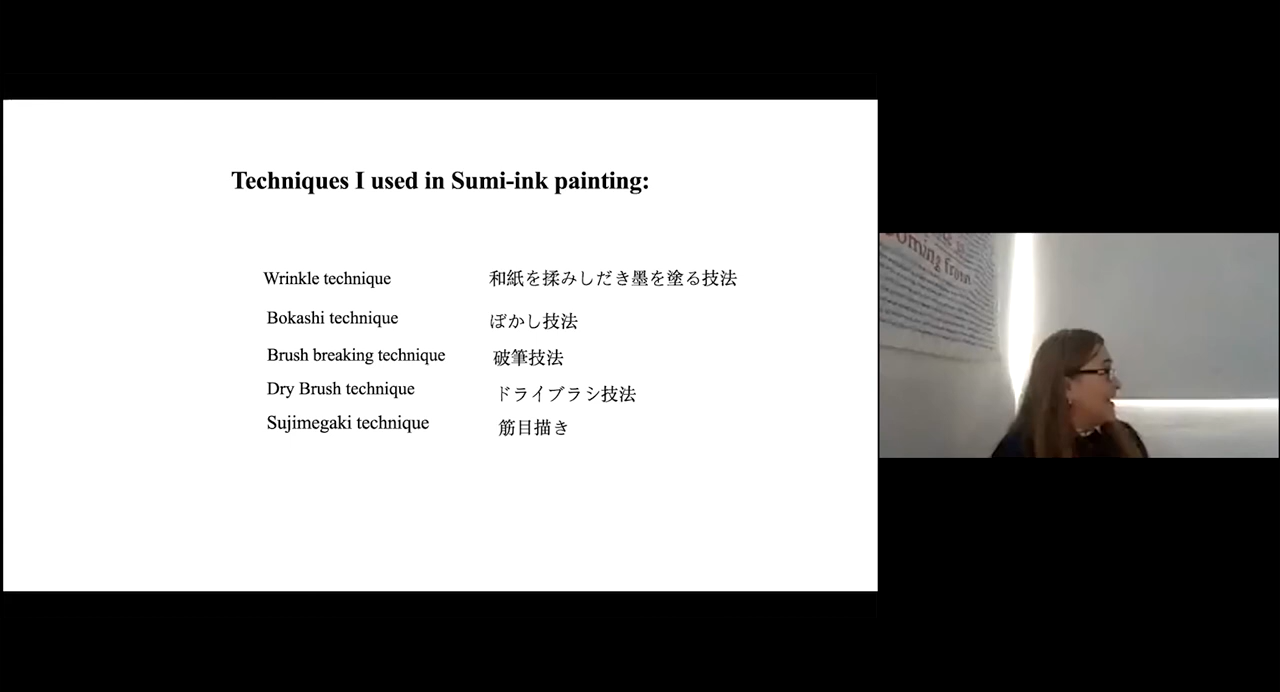 Techniques I used in Sumi-ink painting:
Wrinkle technique 和紙を揉みしだき墨を塗る技法
Bokashi technique ぼかし技法
Brush breaking technique 破筆技法
Dry Brush technique ドライブラシ技法
Sujimegaki technique 筋目描き
coming from